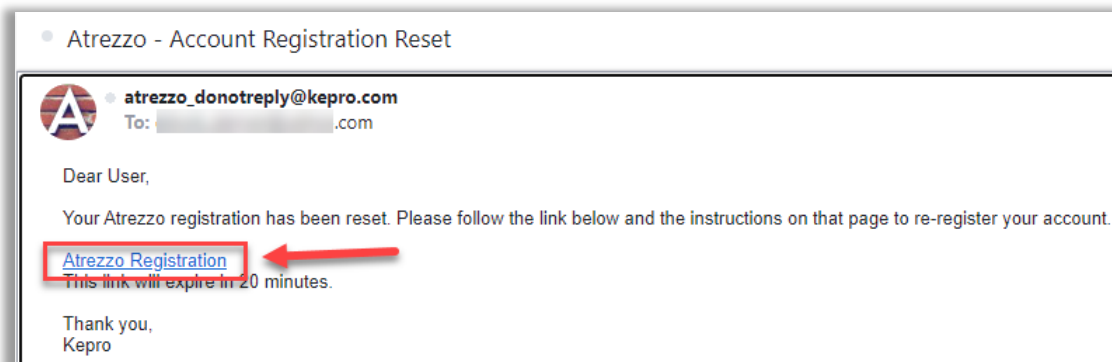 Atrezzo - Account Registration Reset
A
atrezzo_donotreply@kepro.com
To: .com
Dear User,
Your Atrezzo registration has been reset. Please follow the link below and the instructions on that page to re-register your account.
Atrezzo Registration
This link will expire in 20 minutes.
Thank you,
Kepro